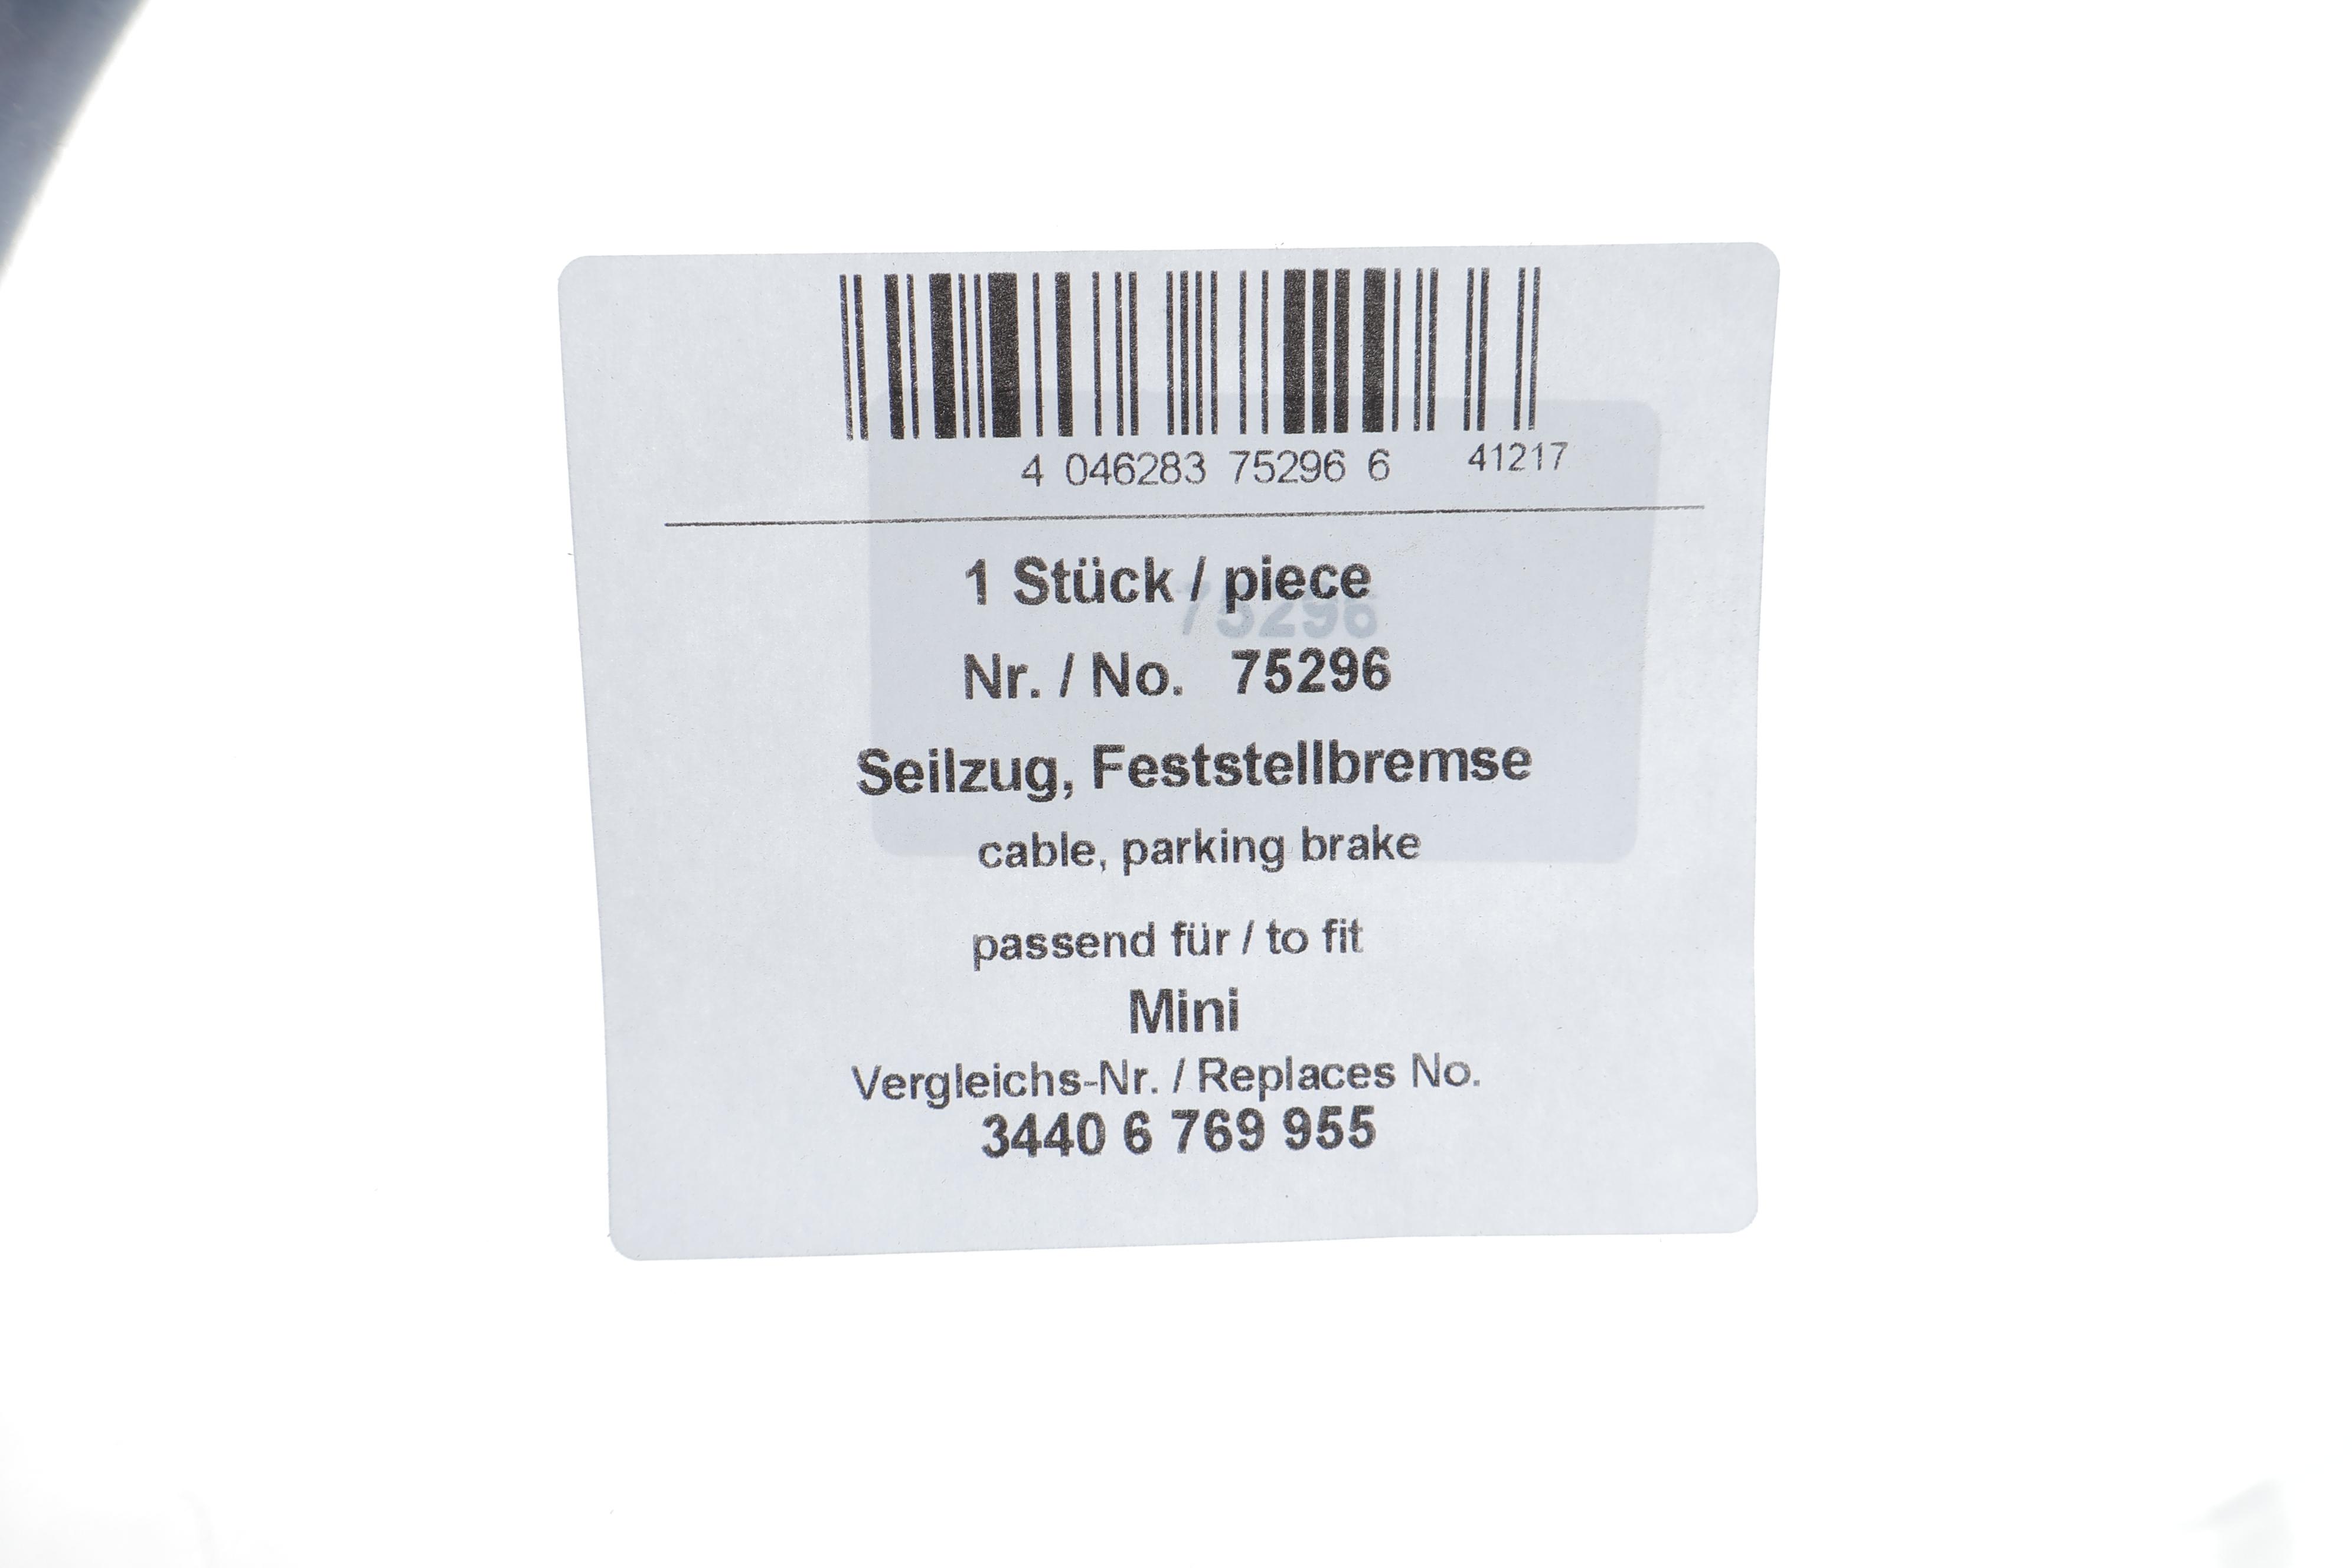 4 046283 75296 6 41217
1 Stück / piece
75296
Nr. / No. 75296
Seilzug, Feststellbremse
cable, parking brake
passend für / to fit
Mini
Vergleichs-Nr. / Replaces No.
3440 6 769 955